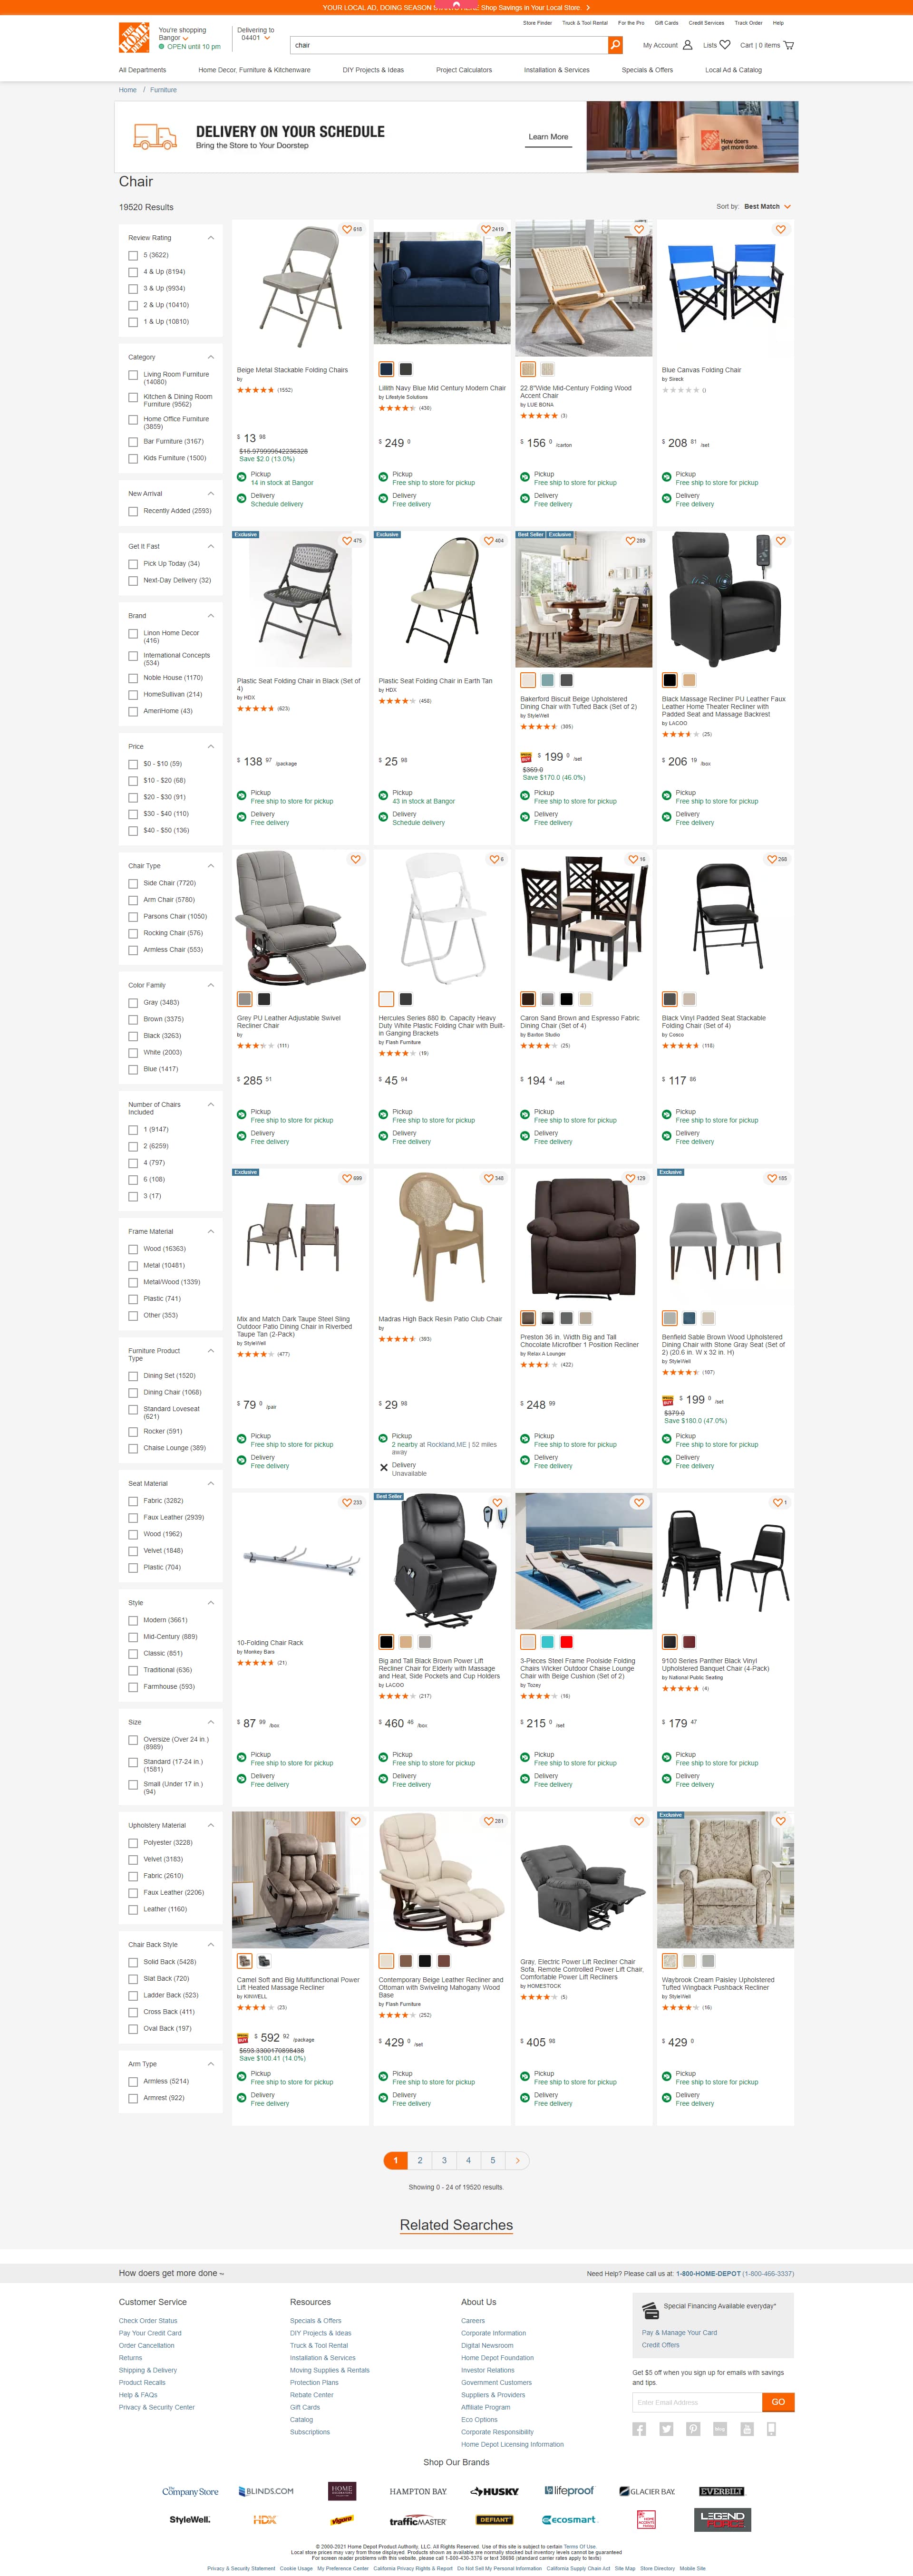 YOUR LOCAL AD, DOING SEASON Shop Savings in Your Local Store.
Store Finder Truck & Tool Rental For the Pro Gift Cards Credit Services Track Order Help
You're shopping
Bangor
OPEN until 10 pm
Delivering to
04401
chair
My Account Lists Cart | 0 items
All Departments Home Decor, Furniture & Kitchenware DIY Projects & Ideas Project Calculators Installation & Services Specials & Offers Local Ad & Catalog
Home / Furniture
DELIVERY ON YOUR SCHEDULE
Bring the Store to Your Doorstep
Learn More
How doers
get more done.
Chair
19520 Results
Sort by: Best Match
Review Rating
5 (3622)
4 & Up (8194)
3 & Up (9934)
2 & Up (10410)
1 & Up (10810)
Category
Living Room Furniture
(14080)
Kitchen & Dining Room
Furniture (9562)
Home Office Furniture
(3859)
Bar Furniture (3167)
Kids Furniture (1500)
New Arrival
Recently Added (2593)
Get It Fast
Pick Up Today (34)
Next-Day Delivery (32)
Brand
Linon Home Decor
(416)
International Concepts
(534)
Noble House (1170)
HomeSullivan (214)
AmeriHome (43)
Price
$0 - $10 (59)
$10 - $20 (68)
$20 - $30 (91)
$30 - $40 (110)
$40 - $50 (136)
Chair Type
Side Chair (7720)
Arm Chair (5780)
Parsons Chair (1050)
Rocking Chair (576)
Armless Chair (553)
Color Family
Gray (3483)
Brown (3375)
Black (3263)
White (2003)
Blue (1417)
Number of Chairs
Included
1 (9147)
2 (6259)
4 (797)
6 (108)
3 (17)
Frame Material
Wood (16363)
Metal (10481)
Metal/Wood (1339)
Plastic (741)
Other (353)
Furniture Product
Type
Dining Set (1520)
Dining Chair (1068)
Standard Loveseat
(621)
Rocker (591)
Chaise Lounge (389)
Seat Material
Fabric (3282)
Faux Leather (2939)
Wood (1962)
Velvet (1848)
Plastic (704)
Style
Modern (3661)
Mid-Century (889)
Classic (851)
Traditional (636)
Farmhouse (593)
Size
Oversize (Over 24 in.)
(8989)
Standard (17-24 in.)
(1581)
Small (Under 17 in.)
(94)
Upholstery Material
Polyester (3228)
Velvet (3183)
Fabric (2610)
Faux Leather (2206)
Leather (1160)
Chair Back Style
Solid Back (5428)
Slat Back (720)
Ladder Back (523)
Cross Back (411)
Oval Back (197)
Arm Type
Armless (5214)
Armrest (922)
618
Beige Metal Stackable Folding Chairs
by
(1552)
$ 13 98
$15.979999542236328
Save $2.0 (13.0%)
Pickup
14 in stock at Bangor
Delivery
Schedule delivery
2419
Lillith Navy Blue Mid Century Modern Chair
by Lifestyle Solutions
(438)
$ 249 0
Pickup
Free ship to store for pickup
Delivery
Free delivery
22.8"Wide Mid-Century Folding Wood
Accent Chair
by LUE BONA
(3)
$ 156 0 /carton
Pickup
Free ship to store for pickup
Delivery
Free delivery
Blue Canvas Folding Chair
by Sireck
()
$ 208 81 /set
Pickup
Free ship to store for pickup
Delivery
Free delivery
Exclusive
475
Plastic Seat Folding Chair in Black (Set of
4)
by HDX
(623)
$ 138 97 /package
Pickup
Free ship to store for pickup
Delivery
Free delivery
Exclusive
404
Plastic Seat Folding Chair in Earth Tan
by HDX
(458)
$ 25 98
Pickup
43 in stock at Bangor
Delivery
Schedule delivery
Best Seller Exclusive
289
Bakerford Biscuit Beige Upholstered
Dining Chair with Tufted Back (Set of 2)
by StyleWell
(305)
$ 199 0 /set
$369.0
Save $170.0 (46.0%)
Pickup
Free ship to store for pickup
Delivery
Free delivery
Black Massage Recliner PU Leather Faux
Leather Home Theater Recliner with
Padded Seat and Massage Backrest
by LACOO
(25)
$ 206 19 /box
Pickup
Free ship to store for pickup
Delivery
Free delivery
Grey PU Leather Adjustable Swivel
Recliner Chair
by
(111)
$ 285 51
Pickup
Free ship to store for pickup
Delivery
Free delivery
6
Hercules Series 880 lb. Capacity Heavy
Duty White Plastic Folding Chair with Built-
in Ganging Brackets
by Flash Furniture
(19)
$ 45 94
Pickup
Free ship to store for pickup
Delivery
Free delivery
16
Caron Sand Brown and Espresso Fabric
Dining Chair (Set of 4)
by Baxton Studio
(25)
$ 194 4 /set
Pickup
Free ship to store for pickup
Delivery
Free delivery
268
Black Vinyl Padded Seat Stackable
Folding Chair (Set of 4)
by Cosco
(118)
$ 117 86
Pickup
Free ship to store for pickup
Delivery
Free delivery
Exclusive
699
Mix and Match Dark Taupe Steel Sling
Outdoor Patio Dining Chair in Riverbed
Taupe Tan (2-Pack)
by StyleWell
(477)
$ 79 0 /pair
Pickup
Free ship to store for pickup
Delivery
Free delivery
348
Madras High Back Resin Patio Club Chair
by
(393)
$ 29 98
Pickup
2 nearby at Rockland,ME | 52 miles
away
Delivery
Unavailable
129
Preston 36 in. Width Big and Tall
Chocolate Microfiber 1 Position Recliner
by Relax A Lounger
(422)
$ 248 99
Pickup
Free ship to store for pickup
Delivery
Free delivery
Exclusive
185
Benfield Sable Brown Wood Upholstered
Dining Chair with Stone Gray Seat (Set of
2) (20.6 in. W x 32 in. H)
by StyleWell
(107)
$ 199 0 /set
$379.0
Save $180.0 (47.0%)
Pickup
Free ship to store for pickup
Delivery
Free delivery
233
10-Folding Chair Rack
by Monkey Bars
(21)
$ 87 99 /box
Pickup
Free ship to store for pickup
Delivery
Free delivery
Best Seller
Big and Tall Black Brown Power Lift
Recliner Chair for Elderly with Massage
and Heat, Side Pockets and Cup Holders
by LACOO
(217)
$ 460 46 /box
Pickup
Free ship to store for pickup
Delivery
Free delivery
3-Pieces Steel Frame Poolside Folding
Chairs Wicker Outdoor Chaise Lounge
Chair with Beige Cushion (Set of 2)
by Tozey
(16)
$ 215 0 /set
Pickup
Free ship to store for pickup
Delivery
Free delivery
1
9100 Series Panther Black Vinyl
Upholstered Banquet Chair (4-Pack)
by National Public Seating
(4)
$ 179 47
Pickup
Free ship to store for pickup
Delivery
Free delivery
Camel Soft and Big Multifunctional Power
Lift Heated Massage Recliner
by KINWELL
(23)
$ 592 92 /package
$693.3300170898438
Save $100.41 (14.0%)
Pickup
Free ship to store for pickup
Delivery
Free delivery
281
Contemporary Beige Leather Recliner and
Ottoman with Swiveling Mahogany Wood
Base
by Flash Furniture
(252)
$ 429 0 /set
Pickup
Free ship to store for pickup
Delivery
Free delivery
Gray, Electric Power Lift Recliner Chair
Sofa, Remote Controlled Power Lift Chair,
Comfortable Power Lift Recliners
by HOMESTOCK
(5)
$ 405 98
Pickup
Free ship to store for pickup
Delivery
Free delivery
Exclusive
Waybrook Cream Paisley Upholstered
Tufted Wingback Pushback Recliner
by StyleWell
(16)
$ 429 0
Pickup
Free ship to store for pickup
Delivery
Free delivery
1 2 3 4 5
Showing 0 - 24 of 19520 results.
Related Searches
How doers get more done ™
Need Help? Please call us at: 1-800-HOME-DEPOT (1-800-466-3337)
Customer Service
Check Order Status
Pay Your Credit Card
Order Cancellation
Returns
Shipping & Delivery
Product Recalls
Help & FAQs
Privacy & Security Center
Resources
Specials & Offers
DIY Projects & Ideas
Truck & Tool Rental
Installation & Services
Moving Supplies & Rentals
Protection Plans
Rebate Center
Gift Cards
Catalog
Subscriptions
About Us
Careers
Corporate Information
Digital Newsroom
Home Depot Foundation
Investor Relations
Government Customers
Suppliers & Providers
Affiliate Program
Eco Options
Corporate Responsibility
Home Depot Licensing Information
Special Financing Available everyday*
Pay & Manage Your Card
Credit Offers
Get $5 off when you sign up for emails with savings
and tips.
Enter Email Address GO
Shop Our Brands
The Company Store BLINDS.COM HOME HAMPTON BAY. HUSKY lifeproof GLACIER BAY. EVERBILT
StyleWell. HDX Vigoro trafficMASTER DEFIANT ecosmart LEGEND FORCE
© 2000-2021 Home Depot Product Authority, LLC. All Rights Reserved. Use of this site is subject to certain Terms Of Use.
Local store prices may vary from those displayed. Products shown as available are normally stocked but inventory levels cannot be guaranteed
For screen reader problems with this website, please call 1-800-430-3376 or text 38698 (standard carrier rates apply to texts)
Privacy & Security Statement Cookie Usage My Preference Center California Privacy Rights & Report Do Not Sell My Personal Information California Supply Chain Act Site Map Store Directory Mobile Site